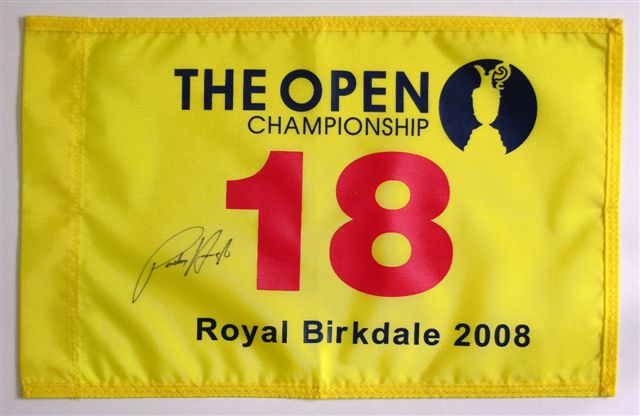 THE OPEN
CHAMPIONSHIP
18
Royal Birkdale 2008